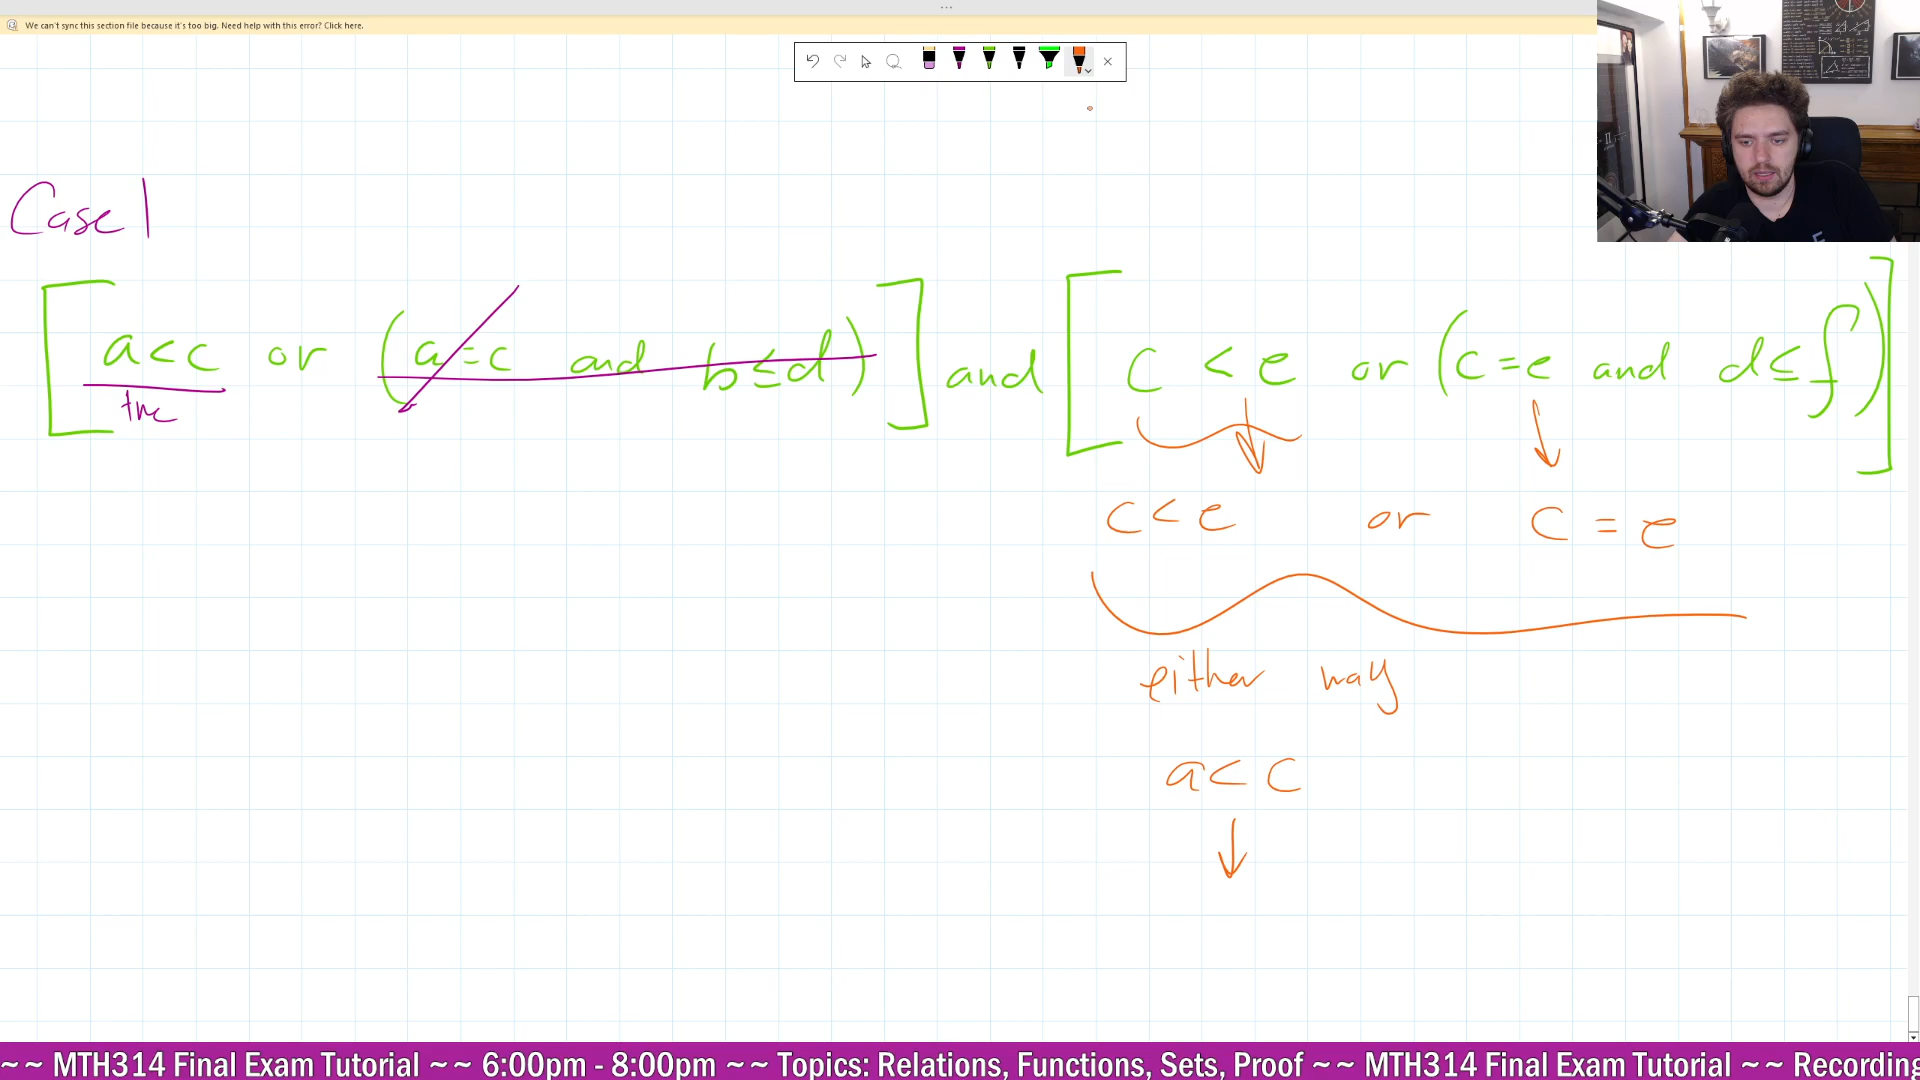 We can't sync this section file because it's too big. Need help with this error? Click here.
Case 1
[a<c or (a=c and b≤d)] and [c<e or (c=e and d≤f)]
true
c<e or c=e
either way
a<c
~~ MTH314 Final Exam Tutorial ~~ 6:00pm - 8:00pm ~~ Topics: Relations, Functions, Sets, Proof ~~ MTH314 Final Exam Tutorial ~~ Recording